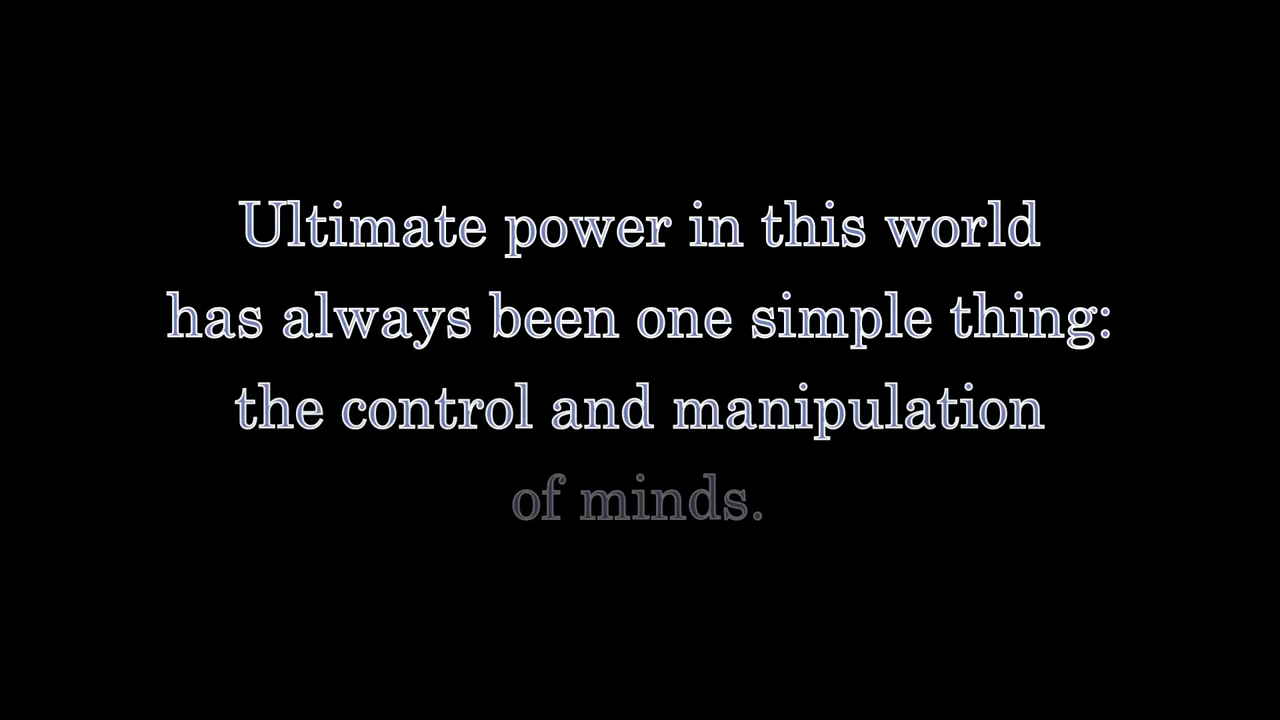 Ultimate power in this world
has always been one simple thing:
the control and manipulation
of minds.